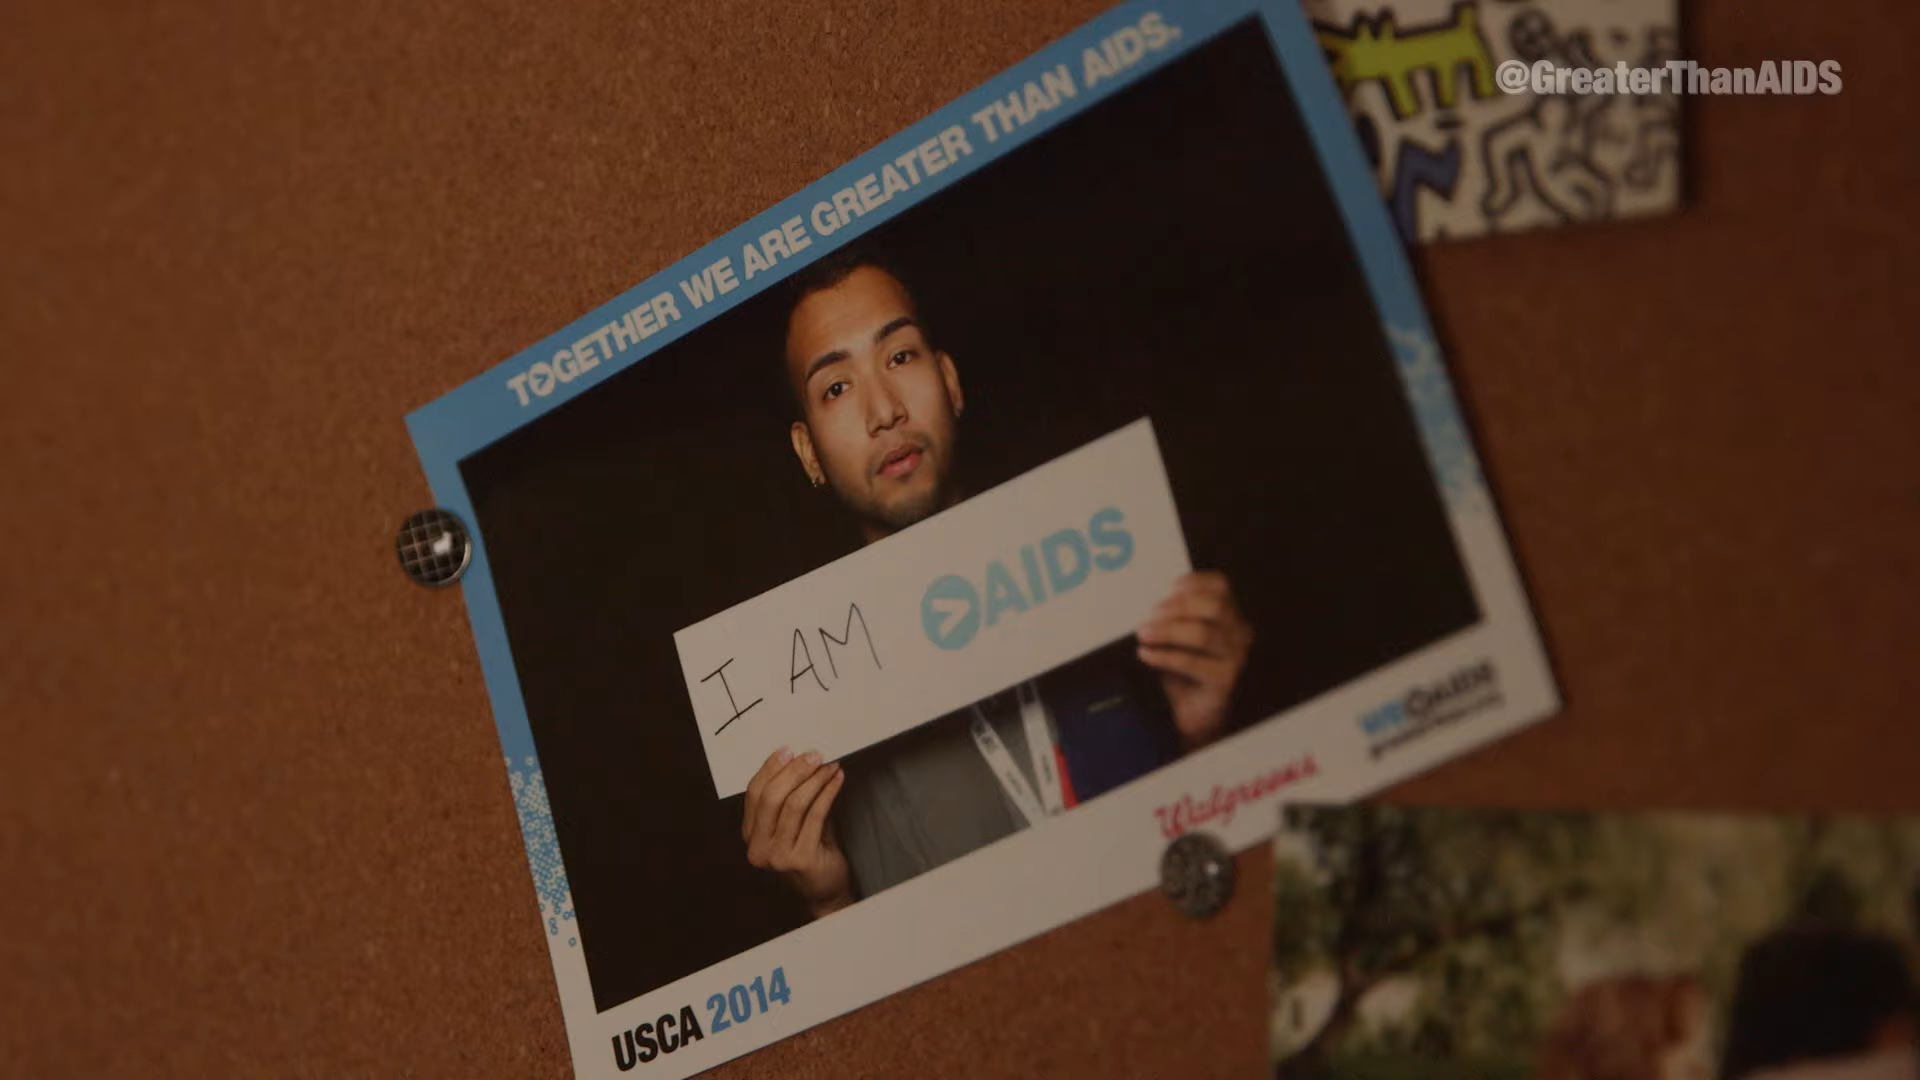 @GreaterThanAIDS
TOGETHER WE ARE GREATER THAN AIDS.
I AM >AIDS
Walgreens
USCA 2014